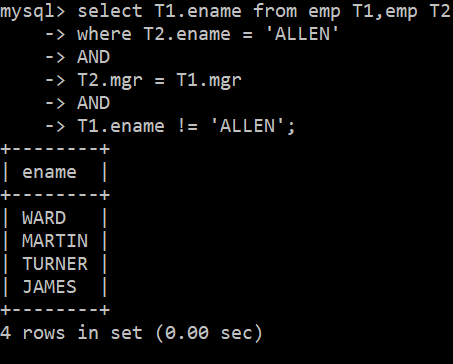 mysql> select T1.ename from emp T1,emp T2
    -> where T2.ename = 'ALLEN'
    -> AND
    -> T2.mgr = T1.mgr
    -> AND
    -> T1.ename != 'ALLEN';
+--------+
| ename  |
+--------+
| WARD   |
| MARTIN |
| TURNER |
| JAMES  |
+--------+
4 rows in set (0.00 sec)